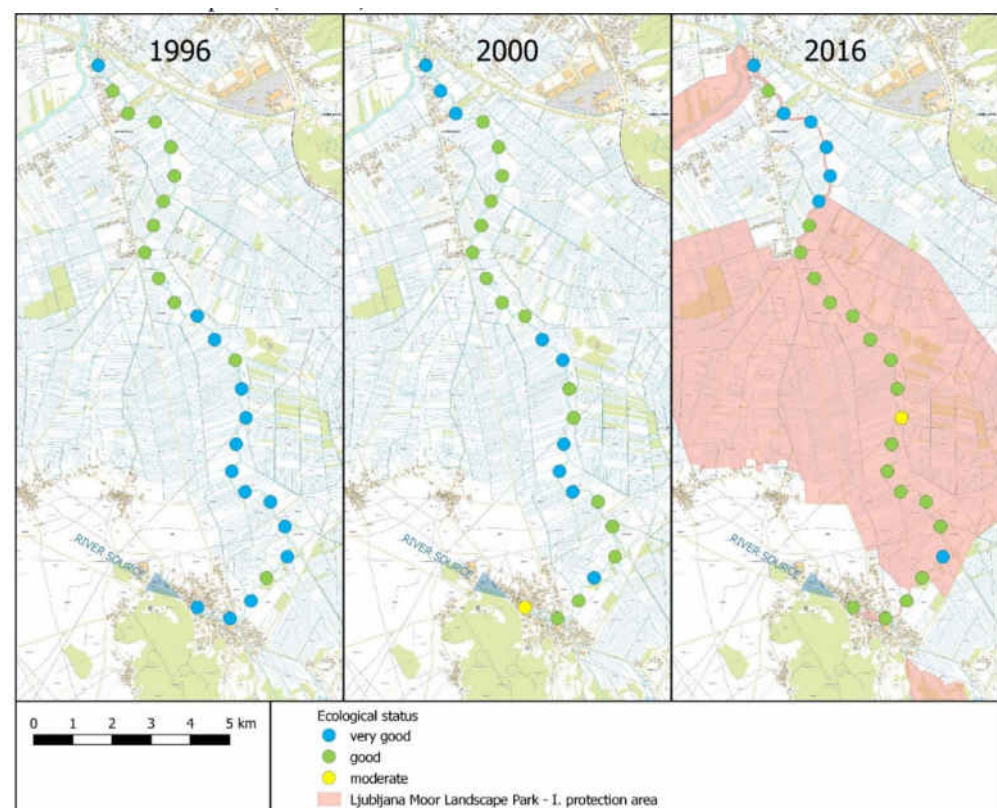 1996
2000
2016
RIVER SOURCE
RIVER SOURCE
RIVER SOURCE
0 1 2 3 4 5 km
Ecological status
very good
good
moderate
Ljubljana Moor Landscape Park - I. protection area